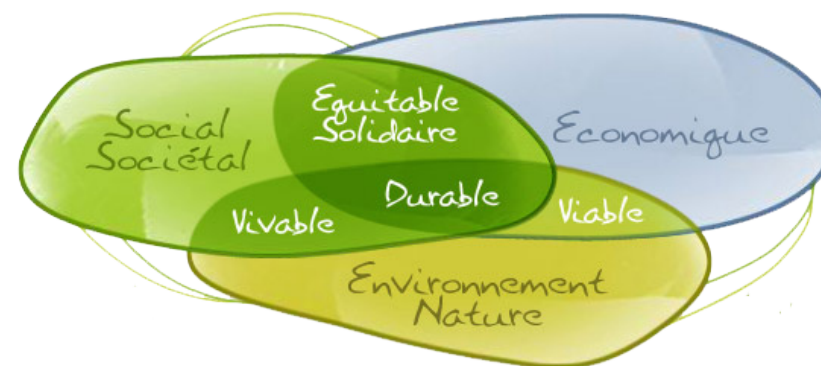 Equitable
Solidaire
Social
Sociétal
Economique
Durable
Vivable
Viable
Environnement
Nature